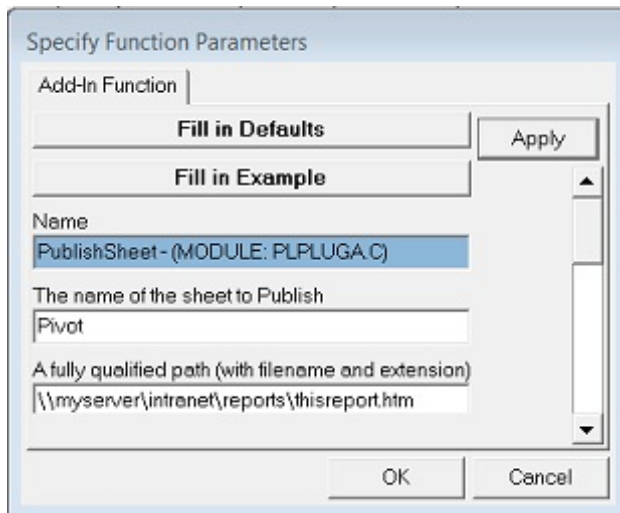 Specify Function Parameters
Add-In Function
Fill in Defaults
Apply
Fill in Example
Name
PublishSheet - (MODULE: PLPLUGA.C)
The name of the sheet to Publish
Pivot
A fully qualified path (with filename and extension)
\\myserver\intranet\reports\thisreport.htm
OK
Cancel